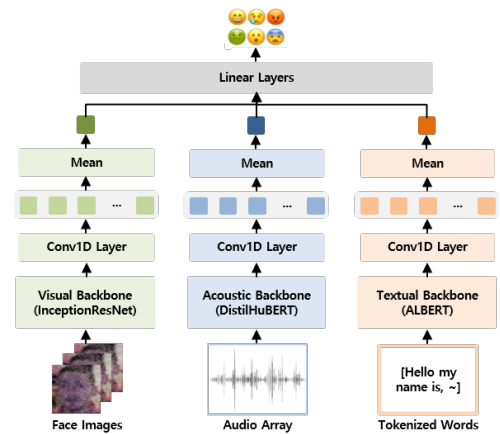 Linear Layers
Mean
Mean
Mean
...
...
...
Conv1D Layer
Conv1D Layer
Conv1D Layer
Visual Backbone
(InceptionResNet)
Acoustic Backbone
(DistilHuBERT)
Textual Backbone
(ALBERT)
[Hello my
name is, ~]
Face Images
Audio Array
Tokenized Words